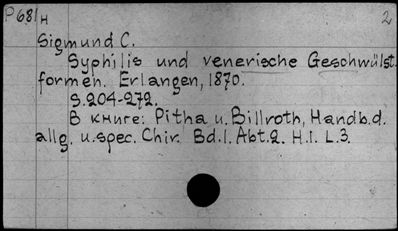 P681H 2
Sigmund C.
Syphilis und venerische Geschwülst.
formen. Erlangen, 1870.
S.204-272.
В книге: Pitha u. Billroth, Handb.d.
allg. u.spec. Chir. Bd.I. Abt.2. H.I. L.3.